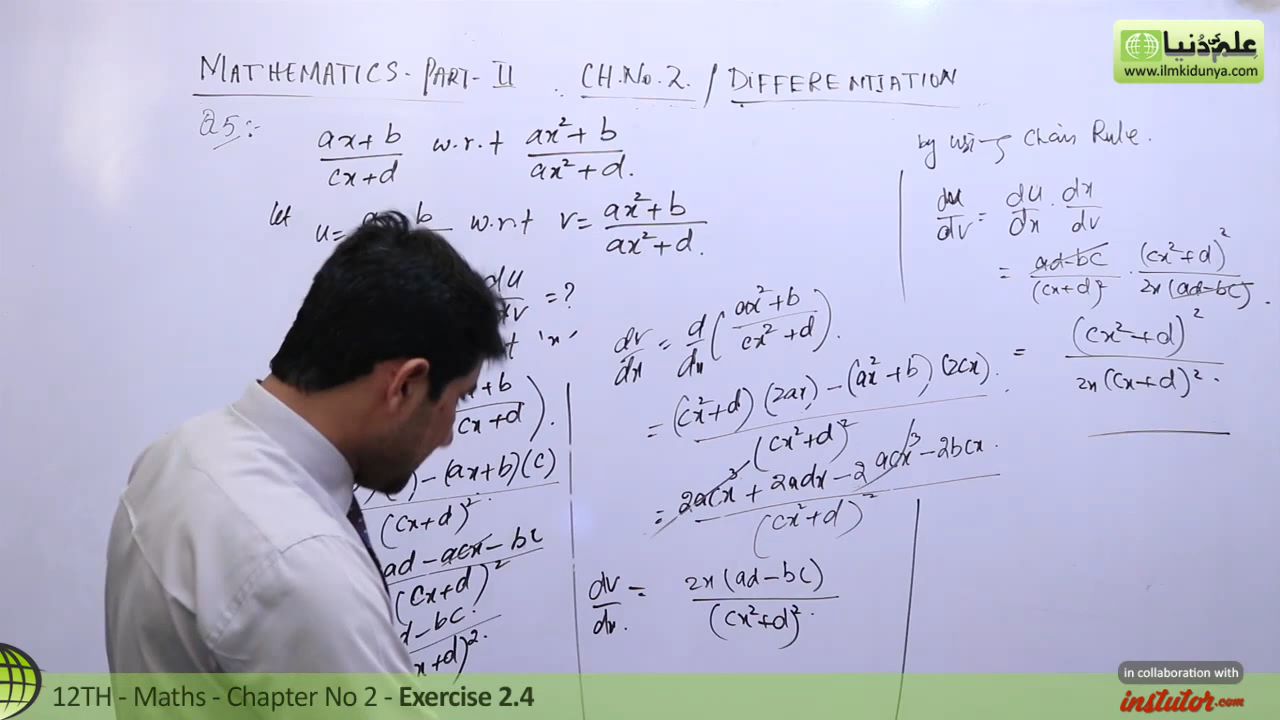 علم کی دنیا
www.ilmkidunya.com
MATHEMATICS - PART - II CH.No.2 / DIFFERENTIATION
Q5:-
ax+b / cx+d w.r.t ax²+b / ax²+d.
let u= w.r.t v= ax²+b / ax²+d.
du/dv =?
+b / cx+d).
-(ax+b)(c) / (cx+d)².
ad-acx-bc / (cx+d)²
d-bc. / x+d)².
dv/dx = d/dx (ax²+b / cx²+d).
= (cx²+d)(2ax)-(ax²+b)(2cx). / (cx²+d)²
= 2acx³+2adx-2acx³-2bcx. / (cx²+d)²
dv/dx. = 2x(ad-bc) / (cx²+d)².
by using Chain Rule.
du/dv = du/dx . dx/dv
= ad-bc / (cx+d)² . (cx²+d)² / 2x(ad-bc).
= (cx²+d)² / 2x(cx+d)².
12TH - Maths - Chapter No 2 - Exercise 2.4
in collaboration with
instutor.com